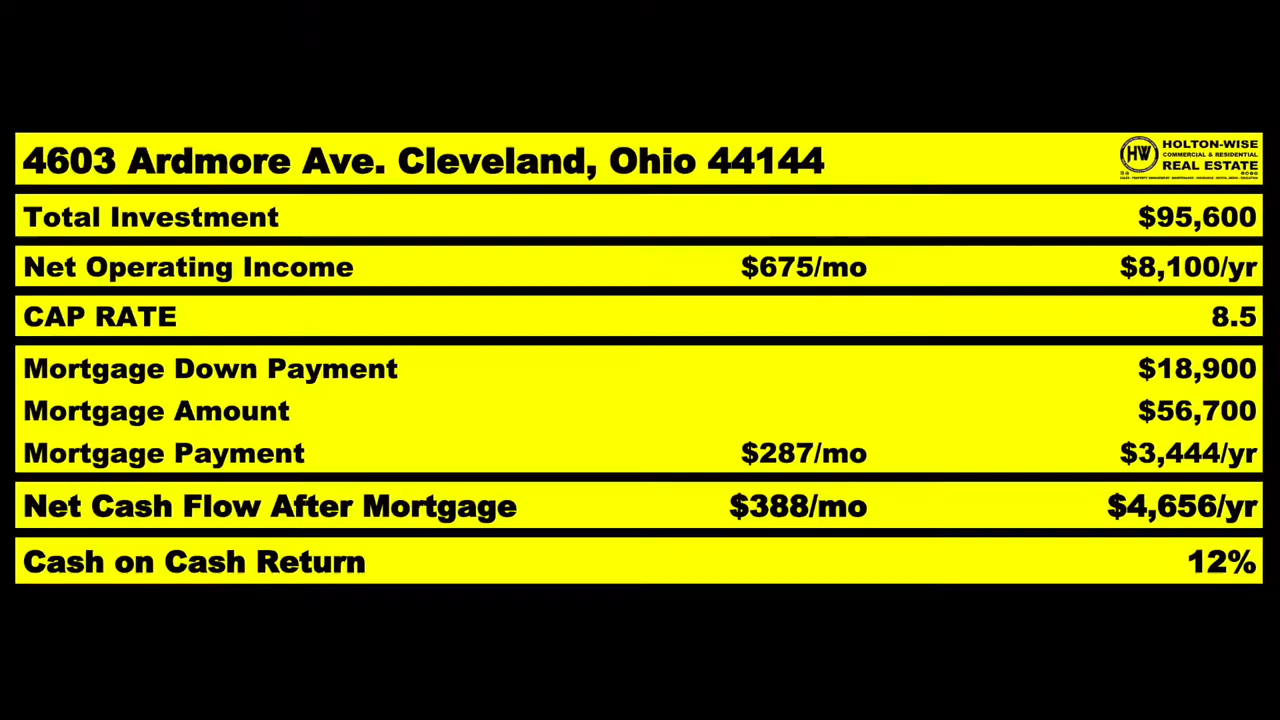 4603 Ardmore Ave. Cleveland, Ohio 44144
HW
HOLTON-WISE
COMMERCIAL & RESIDENTIAL
REAL ESTATE
Total Investment $95,600
Net Operating Income $675/mo $8,100/yr
CAP RATE 8.5
Mortgage Down Payment $18,900
Mortgage Amount $56,700
Mortgage Payment $287/mo $3,444/yr
Net Cash Flow After Mortgage $388/mo $4,656/yr
Cash on Cash Return 12%